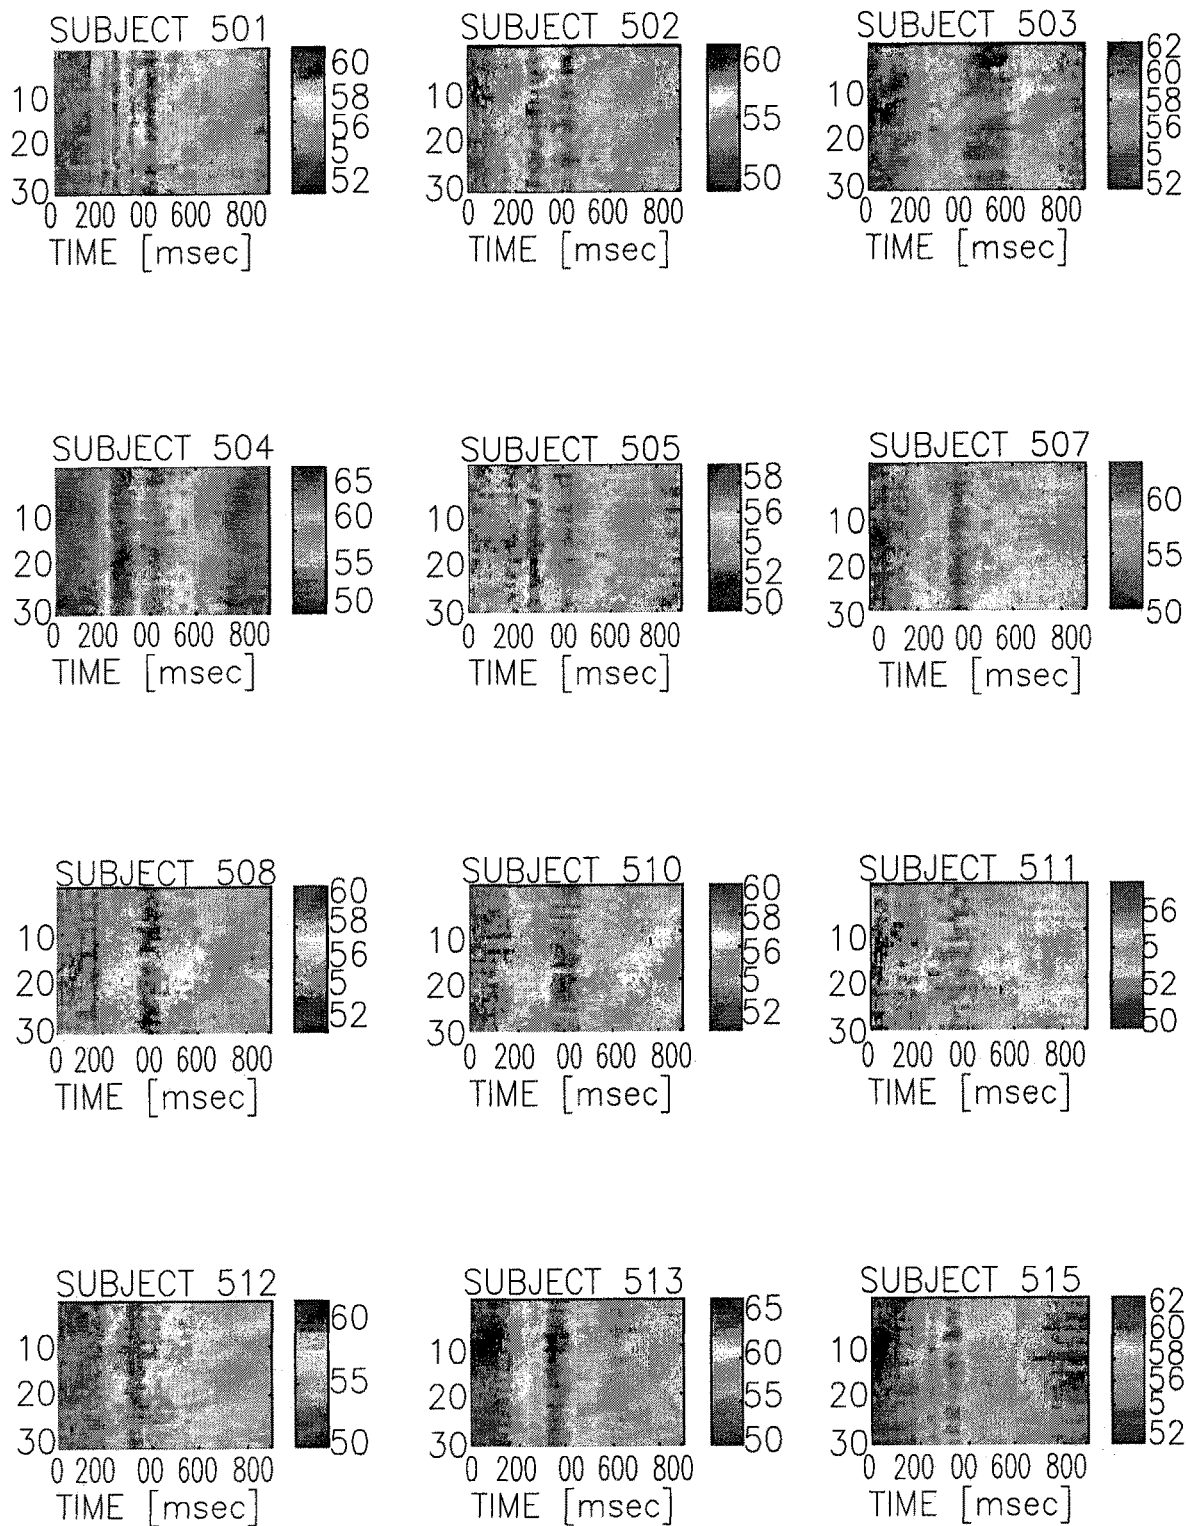 SUBJECT 501 SUBJECT 502 SUBJECT 503
10 20 30 60 58 56 5 52 10 20 30 60 55 50 10 20 30 62 60 58 56 5 52
0 200 00 600 800 0 200 00 600 800 0 200 00 600 800
TIME [msec] TIME [msec] TIME [msec]
SUBJECT 504 SUBJECT 505 SUBJECT 507
10 20 30 65 60 55 50 10 20 30 58 56 5 52 50 10 20 30 60 55 50
0 200 00 600 800 0 200 00 600 800 0 200 00 600 800
TIME [msec] TIME [msec] TIME [msec]
SUBJECT 508 SUBJECT 510 SUBJECT 511
10 20 30 60 58 56 5 52 10 20 30 60 58 56 5 52 10 20 30 56 5 52 50
0 200 00 600 800 0 200 00 600 800 0 200 00 600 800
TIME [msec] TIME [msec] TIME [msec]
SUBJECT 512 SUBJECT 513 SUBJECT 515
10 20 30 60 55 50 10 20 30 65 60 55 50 10 20 30 62 60 58 56 5 52
0 200 00 600 800 0 200 00 600 800 0 200 00 600 800
TIME [msec] TIME [msec] TIME [msec]